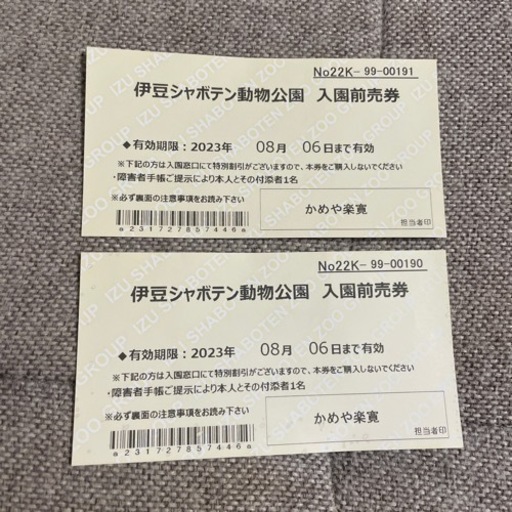 No22K- 99-00191
伊豆シャボテン動物公園 入園前売券
◆有効期限：2023年 08月 06日まで有効
※下記の方は入園窓口にて特別割引がございますので、本券をご購入しないでください
・障害者手帳ご提示により本人とその付添者1名
※必ず裏面の注意事項をお読み下さい
a23172785744​6a
かめや楽寛
担当者印
IZU SHABOTEN ZOO GROUP
No22K- 99-00190
伊豆シャボテン動物公園 入園前売券
◆有効期限：2023年 08月 06日まで有効
※下記の方は入園窓口にて特別割引がございますので、本券をご購入しないでください
・障害者手帳ご提示により本人とその付添者1名
※必ず裏面の注意事項をお読み下さい
a231727857446a
かめや楽寛
担当者印
IZU SHABOTEN ZOO GROUP